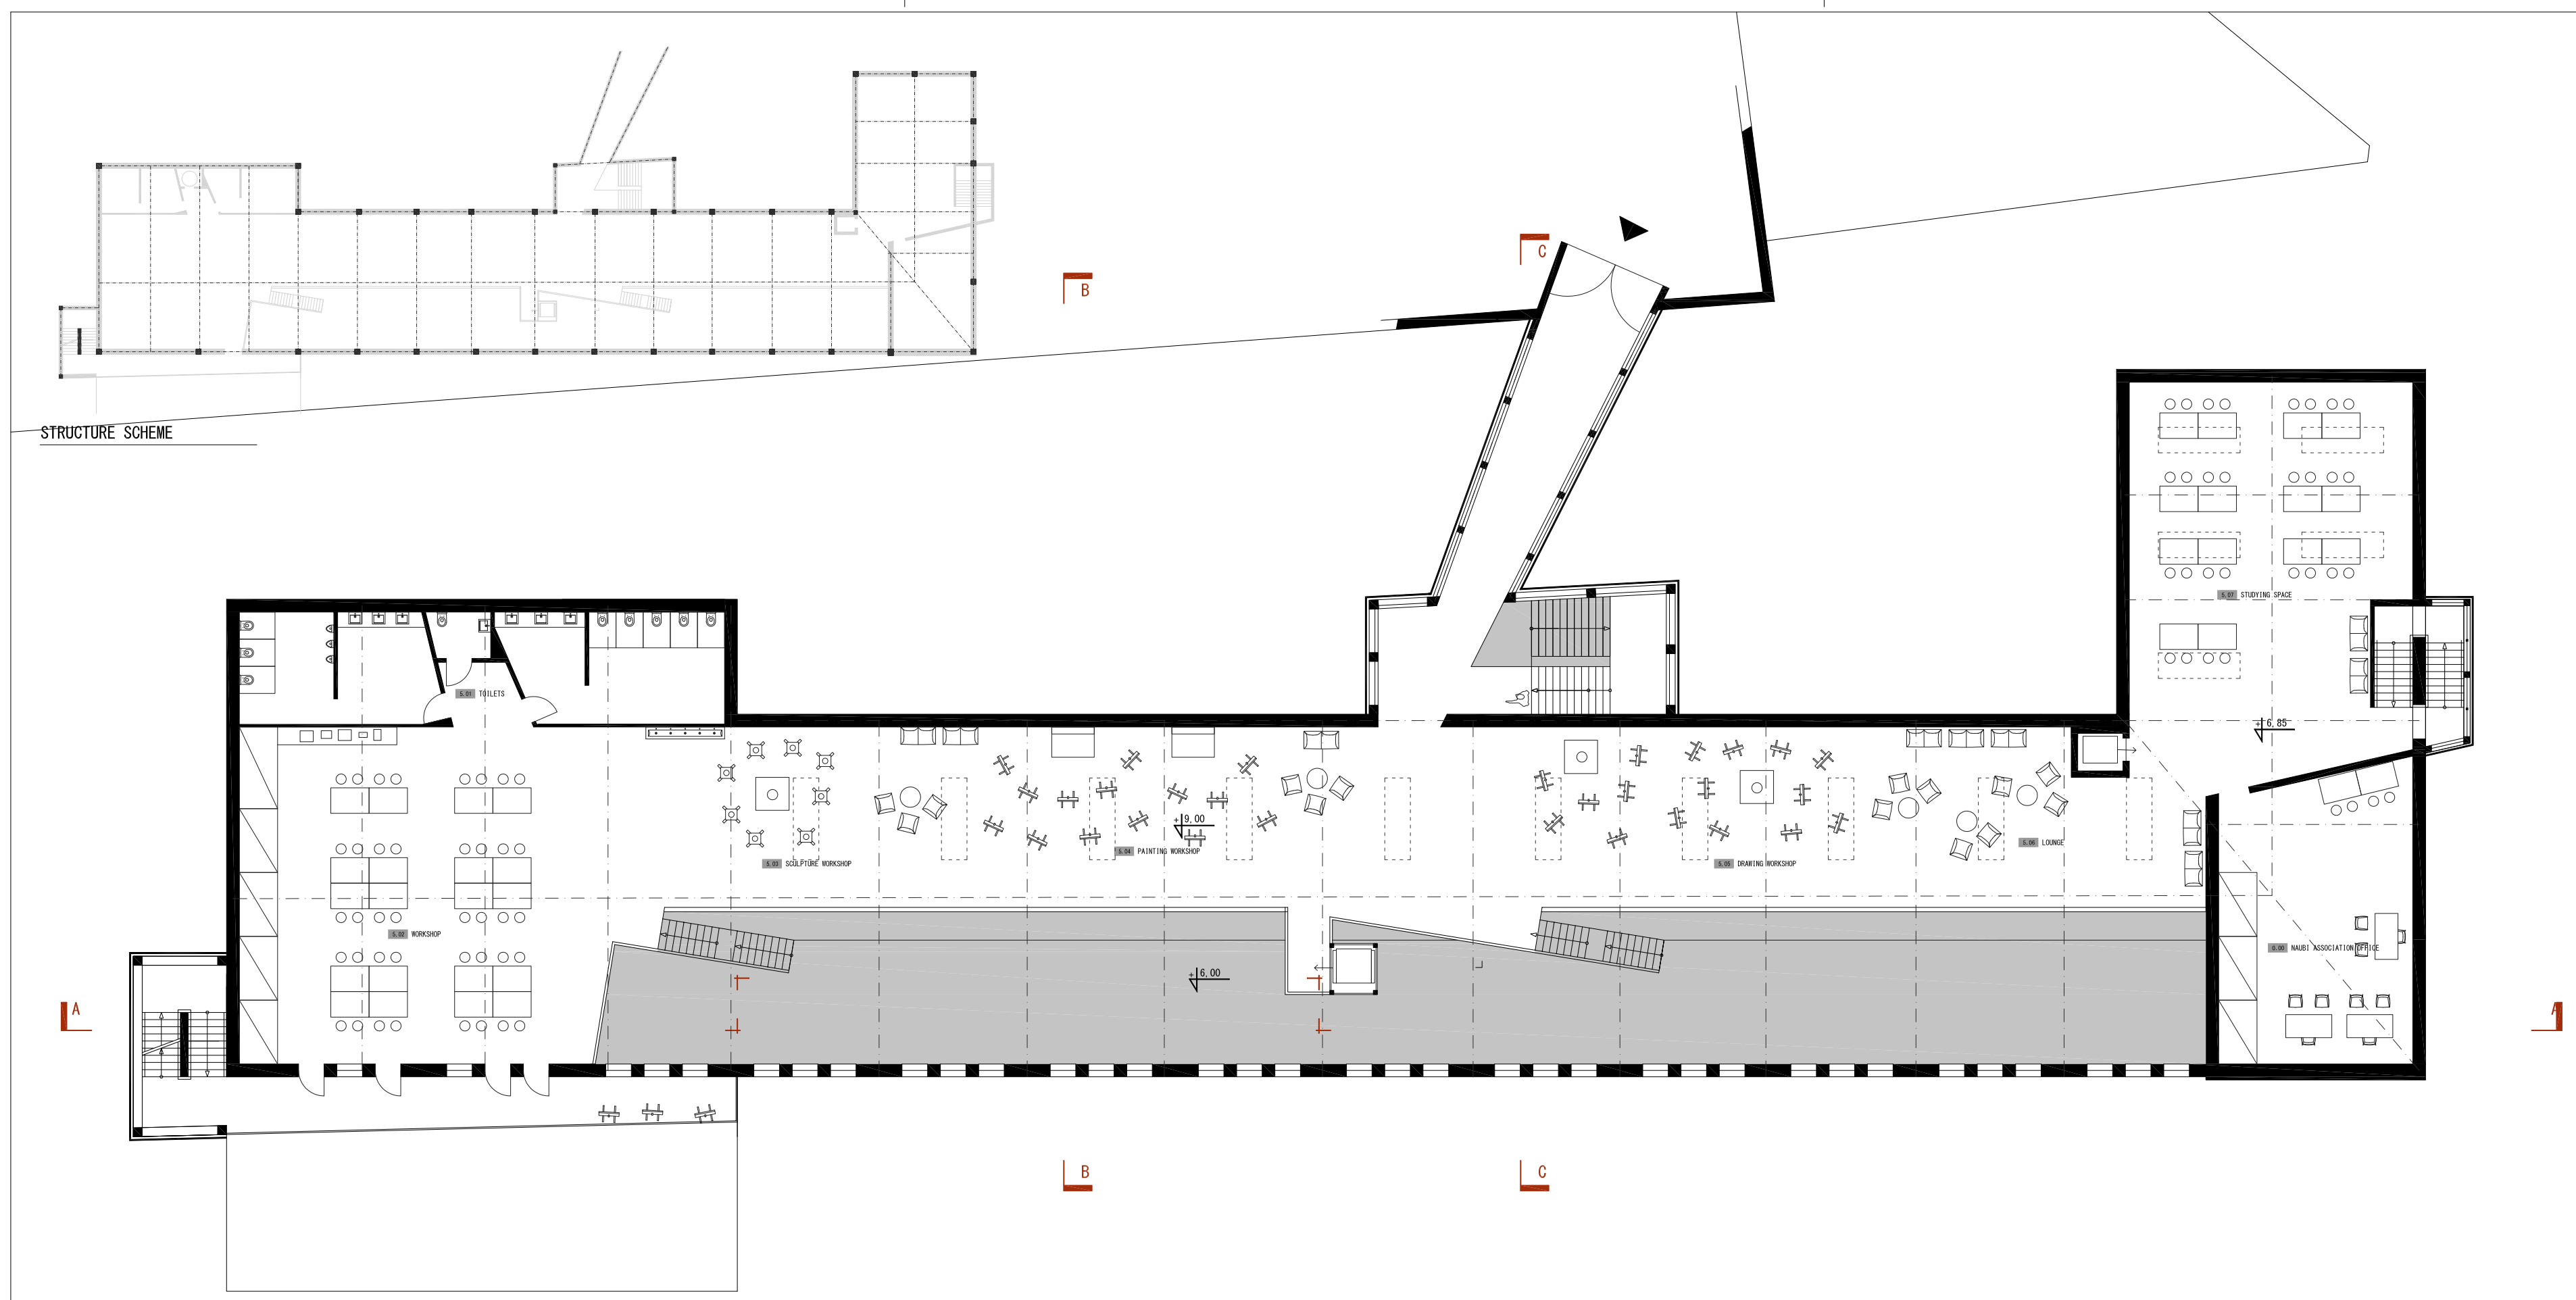 C
B
STRUCTURE SCHEME
5.07 STUDYING SPACE
5.01 TOILETS
+6,85
+9,00
5.04 PAINTING WORKSHOP
5.06 LOUNGE
5.03 SCULPTURE WORKSHOP
5.05 DRAWING WORKSHOP
5.02 WORKSHOP
NAUBI ASSOCIATION OFFICE
+6,00
A
A
B
C